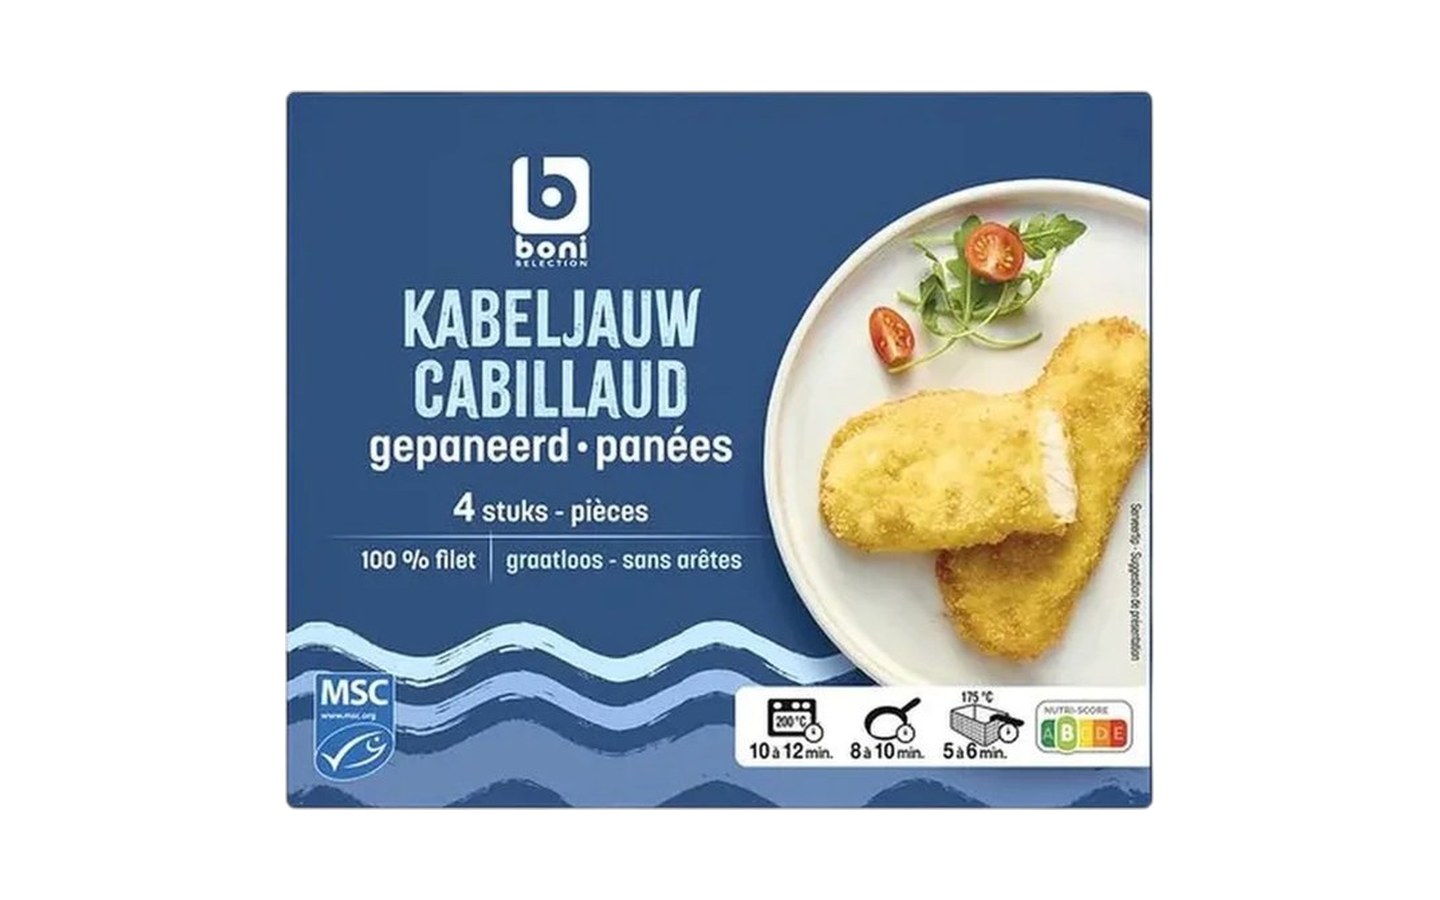 b
boni
SELECTION
KABELJAUW
CABILLAUD
gepaneerd • panées
4 stuks - pièces
100 % filet
graatloos - sans arêtes
Serveertip - Suggestion de présentation
MSC
www.msc.org
200 °C
10 à 12 min.
8 à 10 min.
175 °C
5 à 6 min.
NUTRI-SCORE
A B C D E